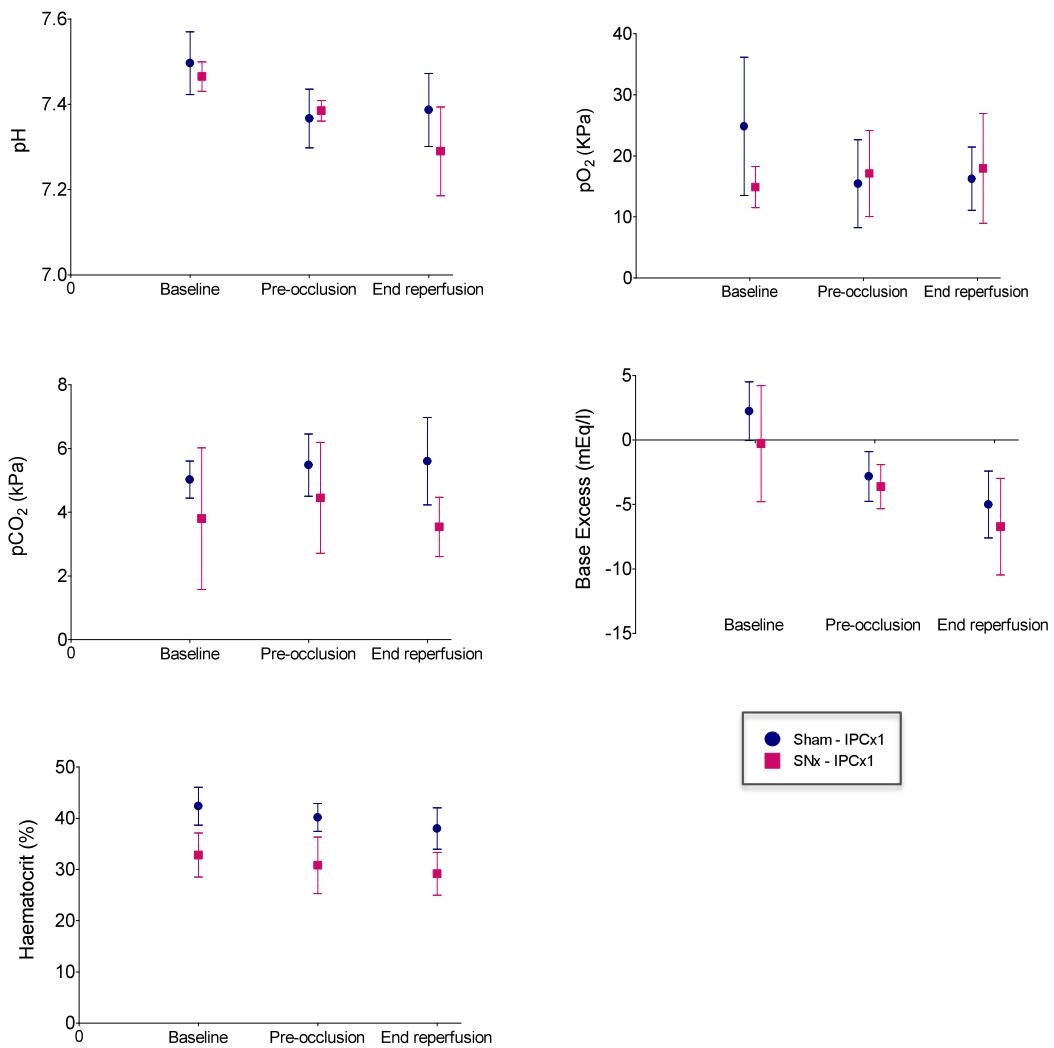 7.6
7.4
7.2
7.0
pH
0
Baseline
Pre-occlusion
End reperfusion
40
30
20
10
0
pO2 (KPa)
Baseline
Pre-occlusion
End reperfusion
8
6
4
2
0
pCO2 (kPa)
0
Baseline
Pre-occlusion
End reperfusion
5
0
-5
-10
-15
Base Excess (mEq/l)
Baseline
Pre-occlusion
End reperfusion
Sham - IPCx1
SNx - IPCx1
50
40
30
20
10
0
Haematocrit (%)
0
Baseline
Pre-occlusion
End reperfusion